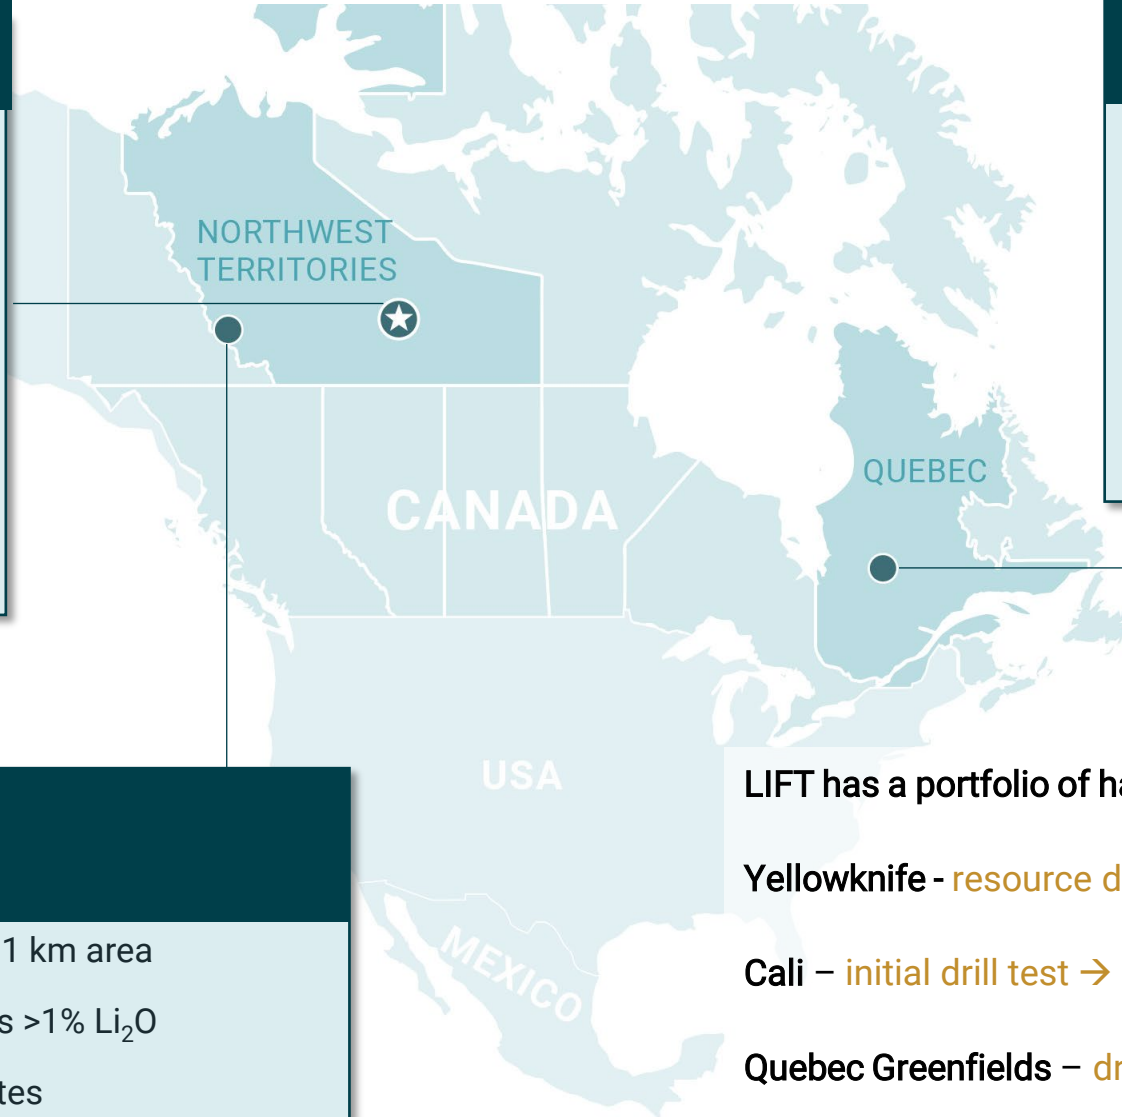 NORTHWEST
TERRITORIES
QUEBEC
CANADA
USA
MEXICO
1 km area
>1% Li₂O
LIFT has a portfolio of
Yellowknife - resource
Cali – initial drill test →
Quebec Greenfields –